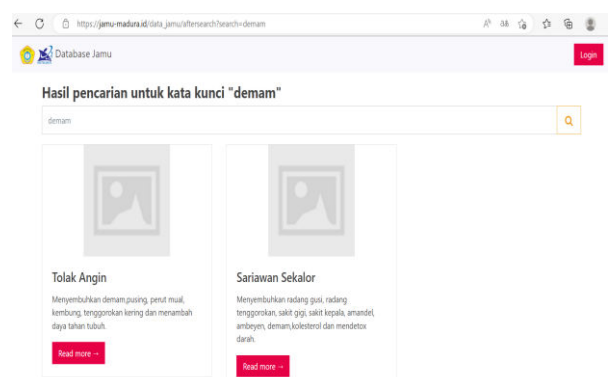 https://jamu-madura.id/data_jamu/aftersearch?search=demam
Database Jamu
Login
Hasil pencarian untuk kata kunci "demam"
demam
Tolak Angin
Menyembuhkan demam,pusing, perut mual,
kembung, tenggorokan kering dan menambah
daya tahan tubuh.
Read more →
Sariawan Sekalor
Menyembuhkan radang gusi, radang
tenggorokan, sakit gigi, sakit kepala, amandel,
ambeyen, demam,kolesterol dan mendetox
darah.
Read more →